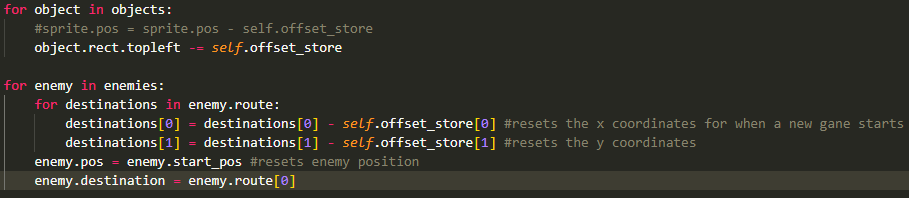 for object in objects:
#sprite.pos = sprite.pos - self.offset_store
object.rect.topleft -= self.offset_store
for enemy in enemies:
for destinations in enemy.route:
destinations[0] = destinations[0] - self.offset_store[0] #resets the x coordinates for when a new gane starts
destinations[1] = destinations[1] - self.offset_store[1] #resets the y coordinates
enemy.pos = enemy.start_pos #resets enemy position
enemy.destination = enemy.route[0]